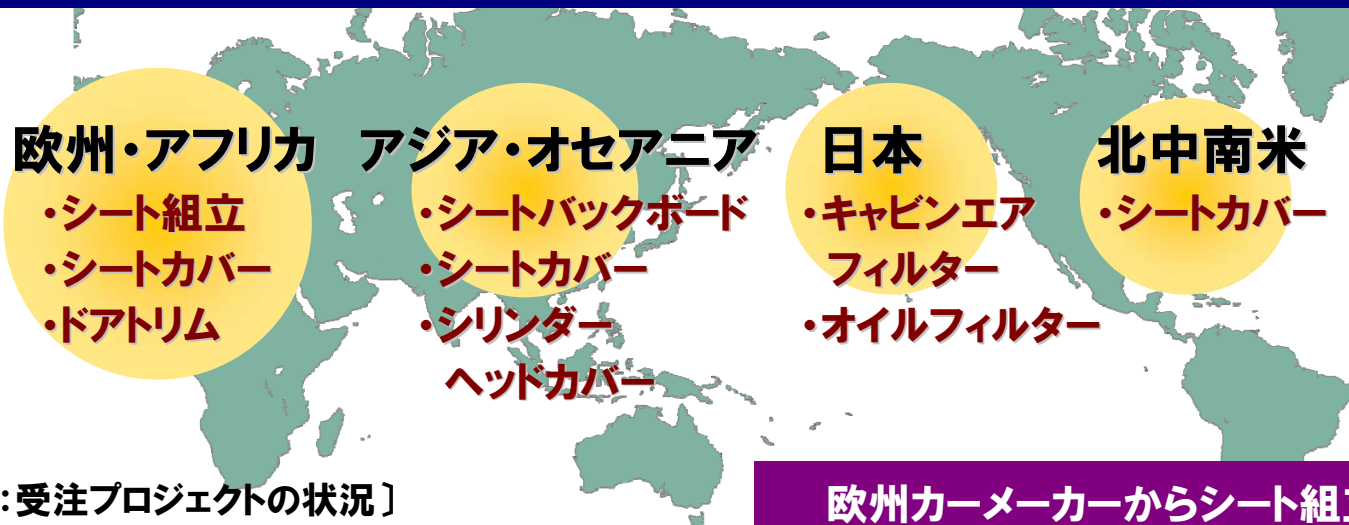 欧州・アフリカ
・シート組立
・シートカバー
・ドアトリム
アジア・オセアニア
・シートバックボード
・シートカバー
・シリンダー
ヘッドカバー
日本
・キャビンエア
フィルター
・オイルフィルター
北中南米
・シートカバー
:受注プロジェクトの状況〕
欧州カーメーカーからシート組